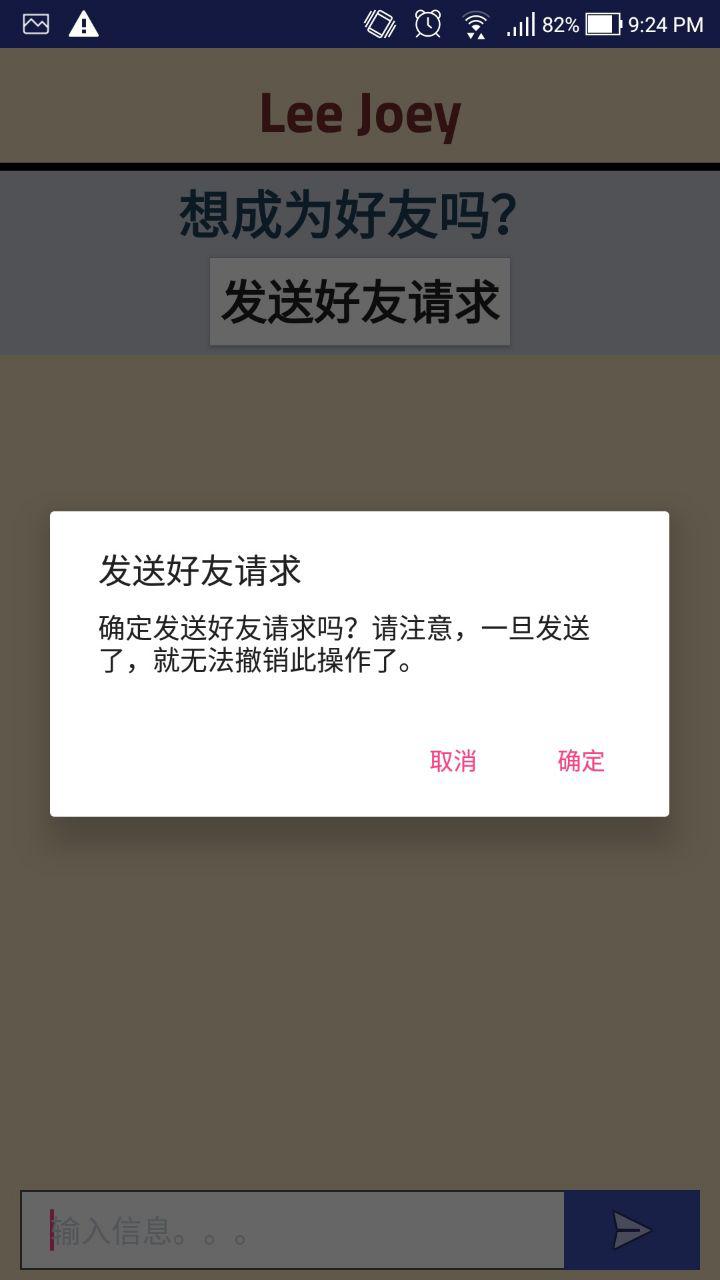 82% 9:24 PM
Lee Joey
想成为好友吗?
发送好友请求
发送好友请求
确定发送好友请求吗？请注意，一旦发送
了，就无法撤销此操作了。
取消 确定
输入信息。。。